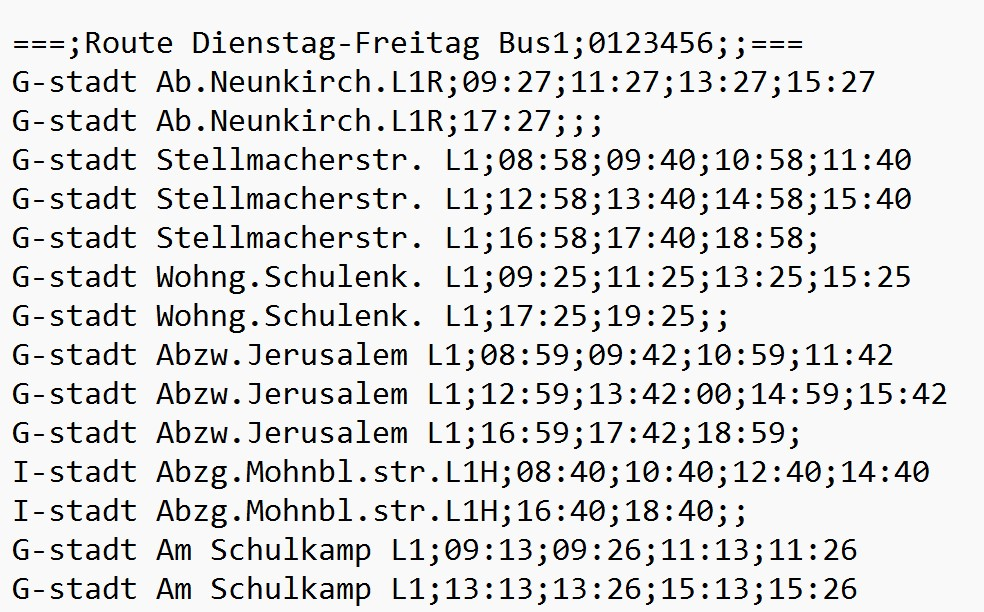 ===;Route Dienstag-Freitag Bus1;0123456;;===
G-stadt Ab.Neunkirch.L1R;09:27;11:27;13:27;15:27
G-stadt Ab.Neunkirch.L1R;17:27;;;
G-stadt Stellmacherstr. L1;08:58;09:40;10:58;11:40
G-stadt Stellmacherstr. L1;12:58;13:40;14:58;15:40
G-stadt Stellmacherstr. L1;16:58;17:40;18:58;
G-stadt Wohng.Schulenk. L1;09:25;11:25;13:25;15:25
G-stadt Wohng.Schulenk. L1;17:25;19:25;;
G-stadt Abzw.Jerusalem L1;08:59;09:42;10:59;11:42
G-stadt Abzw.Jerusalem L1;12:59;13:42:00;14:59;15:42
G-stadt Abzw.Jerusalem L1;16:59;17:42;18:59;
I-stadt Abzg.Mohnbl.str.L1H;08:40;10:40;12:40;14:40
I-stadt Abzg.Mohnbl.str.L1H;16:40;18:40;;
G-stadt Am Schulkamp L1;09:13;09:26;11:13;11:26
G-stadt Am Schulkamp L1;13:13;13:26;15:13;15:26